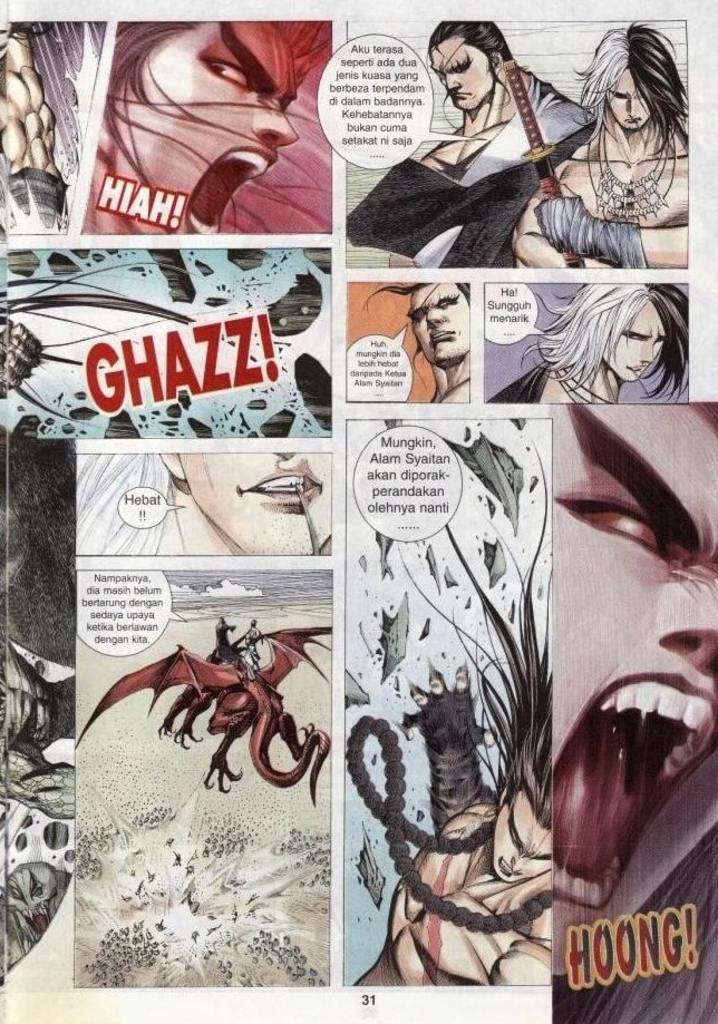 HIAH!
Aku terasa
seperti ada dua
jenis kuasa yang
berbeza terpendam
di dalam badannya.
Kehebatannya
bukan cuma
setakat ni saja
.....
GHAZZ!
Huh,
mungkin dia
lebih hebat
daripada Ketua
Alam Syaitan
....
Ha!
Sungguh
menarik
....
Hebat
!!
Mungkin,
Alam Syaitan
akan diporak-
perandakan
olehnya nanti
......
Nampaknya,
dia masih belum
bertarung dengan
sedaya upaya
ketika berlawan
dengan kita.
HOONG!
31